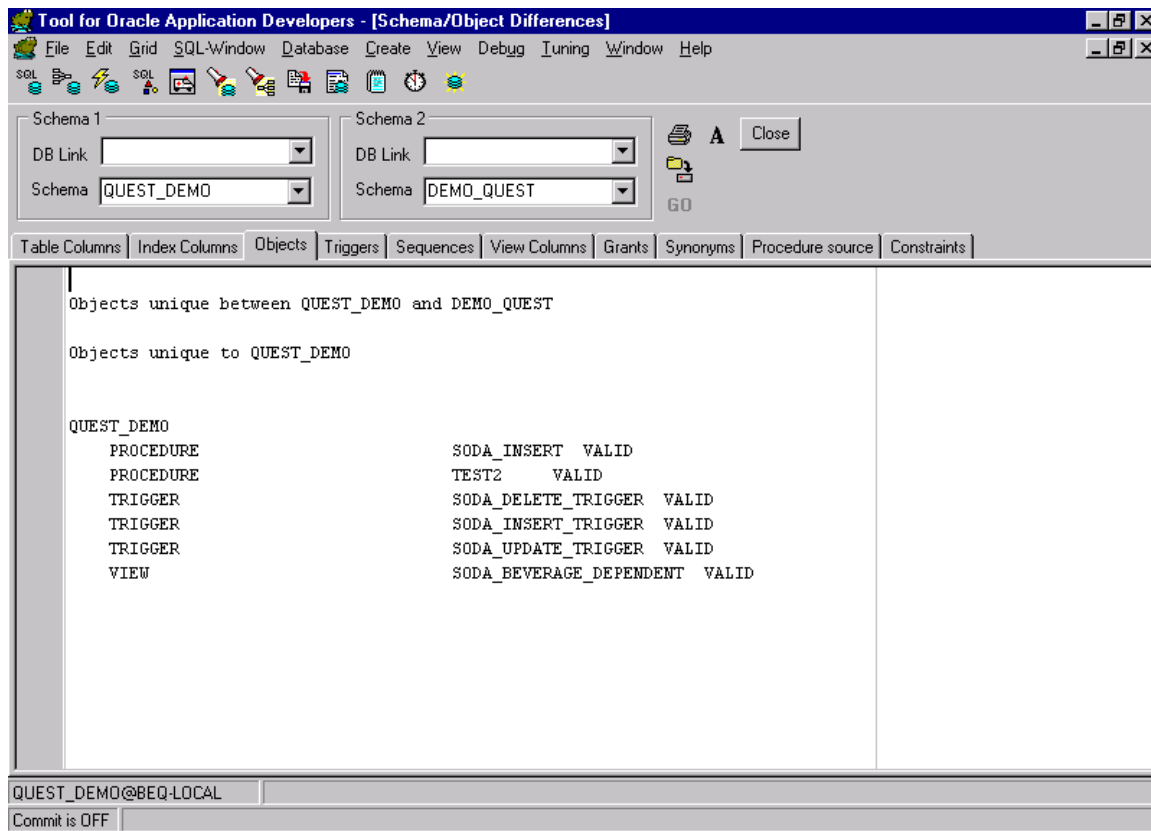 Tool for Oracle Application Developers - [Schema/Object Differences]
File Edit Grid SQL-Window Database Create View Debug Tuning Window Help
SQL SQL
Schema 1 Schema 2
DB Link DB Link
A Close
Schema QUEST_DEMO Schema DEMO_QUEST
GO
Table Columns Index Columns Objects Triggers Sequences View Columns Grants Synonyms Procedure source Constraints
Objects unique between QUEST_DEMO and DEMO_QUEST
Objects unique to QUEST_DEMO
QUEST_DEMO
PROCEDURE SODA_INSERT VALID
PROCEDURE TEST2 VALID
TRIGGER SODA_DELETE_TRIGGER VALID
TRIGGER SODA_INSERT_TRIGGER VALID
TRIGGER SODA_UPDATE_TRIGGER VALID
VIEW SODA_BEVERAGE_DEPENDENT VALID
QUEST_DEMO@BEQ-LOCAL
Commit is OFF